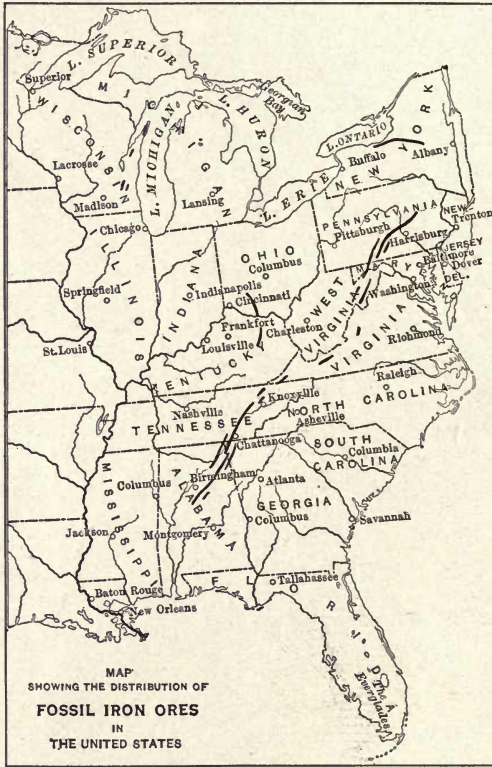 L. SUPERIOR
Superior
WISCONSIN
MICHIGAN
L. MICHIGAN
L. HURON
Georgian
Bay
Lacrosse
Madison
Lansing
Chicago
L. ONTARIO
Buffalo
Albany
NEW YORK
L. ERIE
PENNSYLVANIA
Pittsburgh
Harrisburg
NEW
JERSEY
Trenton
OHIO
Columbus
ILLINOIS
INDIANA
Indianapolis
Cincinnati
Springfield
St. Louis
WEST
VIRGINIA
MARY
Baltimore
Dover
DEL
Washington
Frankfort
Louisville
Charleston
VIRGINIA
Richmond
KENTUCK
Raleigh
Knoxville
NORTH CAROLINA
Nashville
Asheville
TENNESSEE
Chattanooga
SOUTH
CAROLINA
Columbia
Columbus
Birmingham
Atlanta
ALABAMA
GEORGIA
MISSISSIPPI
Jackson
Montgomery
Columbus
Savannah
Baton Rouge
Tallahassee
New Orleans
FLORIDA
The
Everglades
MAP
SHOWING THE DISTRIBUTION OF
FOSSIL IRON ORES
IN
THE UNITED STATES